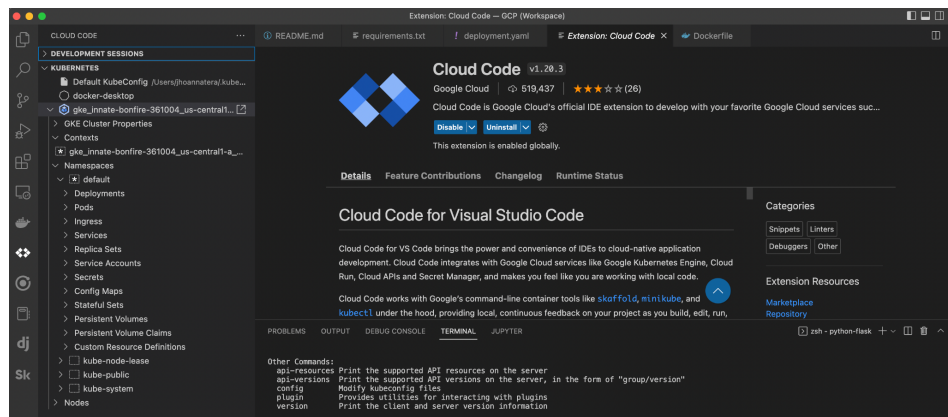 Extension: Cloud Code — GCP (Workspace)
CLOUD CODE
DEVELOPMENT SESSIONS
KUBERNETES
Default KubeConfig /Users/jhoannatera/.kube...
docker-desktop
gke_innate-bonfire-361004_us-central1...
GKE Cluster Properties
Contexts
gke_innate-bonfire-361004_us-central1-a_...
Namespaces
default
Deployments
Pods
Ingress
Services
Replica Sets
Service Accounts
Secrets
Config Maps
Stateful Sets
Persistent Volumes
Persistent Volume Claims
Custom Resource Definitions
kube-node-lease
kube-public
kube-system
Nodes
dj
Sk
README.md
requirements.txt
! deployment.yaml
Extension: Cloud Code
Dockerfile
Cloud Code v1.20.3
Google Cloud 519,437 (26)
Cloud Code is Google Cloud's official IDE extension to develop with your favorite Google Cloud services suc...
Disable Uninstall
This extension is enabled globally.
Details Feature Contributions Changelog Runtime Status
Cloud Code for Visual Studio Code
Cloud Code for VS Code brings the power and convenience of IDEs to cloud-native application
development. Cloud Code integrates with Google Cloud services like Google Kubernetes Engine, Cloud
Run, Cloud APIs and Secret Manager, and makes you feel like you are working with local code.
Cloud Code works with Google's command-line container tools like skaffold, minikube, and
kubectl under the hood, providing local, continuous feedback on your project as you build, edit, run,
Categories
Snippets Linters
Debuggers Other
Extension Resources
Marketplace
Repository
PROBLEMS OUTPUT DEBUG CONSOLE TERMINAL JUPYTER
zsh - python-flask
Other Commands:
api-resources Print the supported API resources on the server
api-versions Print the supported API versions on the server, in the form of "group/version"
config Modify kubeconfig files
plugin Provides utilities for interacting with plugins
version Print the client and server version information